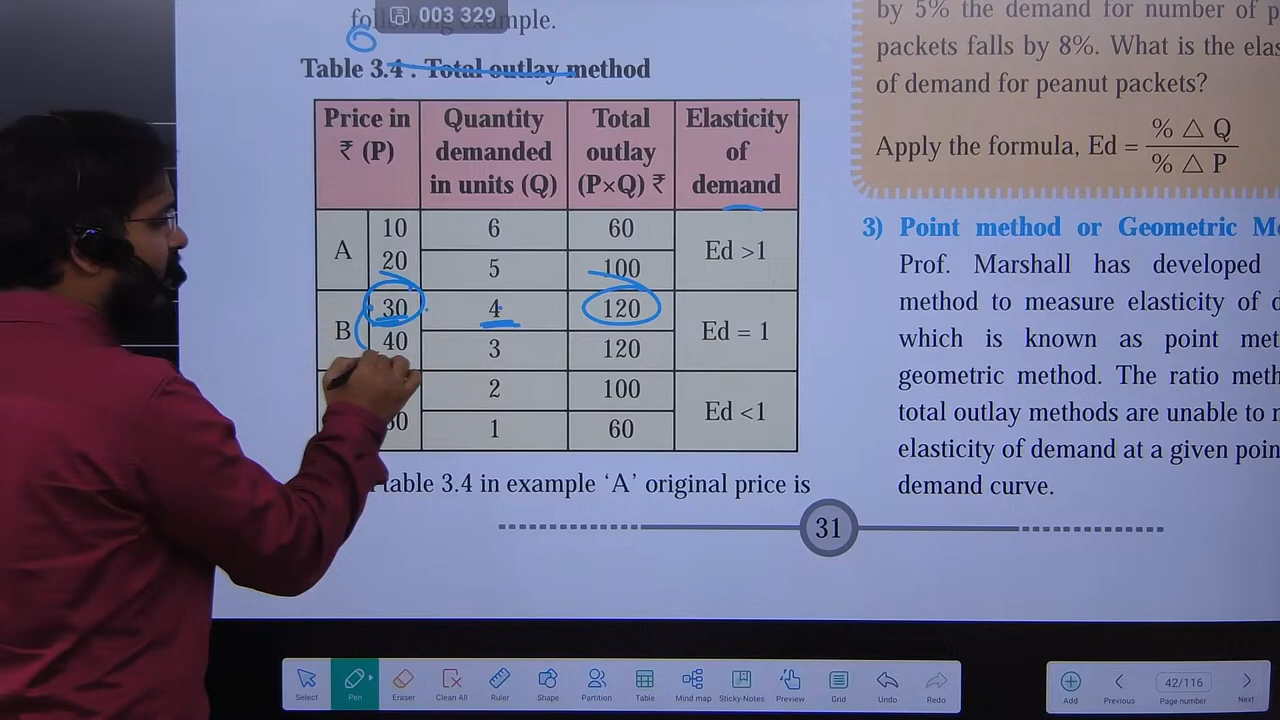 003 329
following example.
Table 3.4 : Total outlay method
Price in ₹ (P) Quantity demanded in units (Q) Total outlay (P×Q) ₹ Elasticity of demand
A 10 6 60 Ed >1
20 5 100
B 30 4 120 Ed = 1
40 3 120
2 100 Ed <1
1 60
table 3.4 in example ‘A’ original price is
31
by 5% the demand for number of
packets falls by 8%. What is the
of demand for peanut packets?
Apply the formula, Ed = % △ Q / % △ P
3) Point method or Geometric
Prof. Marshall has developed
method to measure elasticity of
which is known as point
geometric method. The ratio
total outlay methods are unable to
elasticity of demand at a given
demand curve.
Select Pen Eraser Clean All Ruler Shape Partition Table Mind map Sticky-Notes Preview Grid Undo Redo
Add Previous 42/116 Page number Next